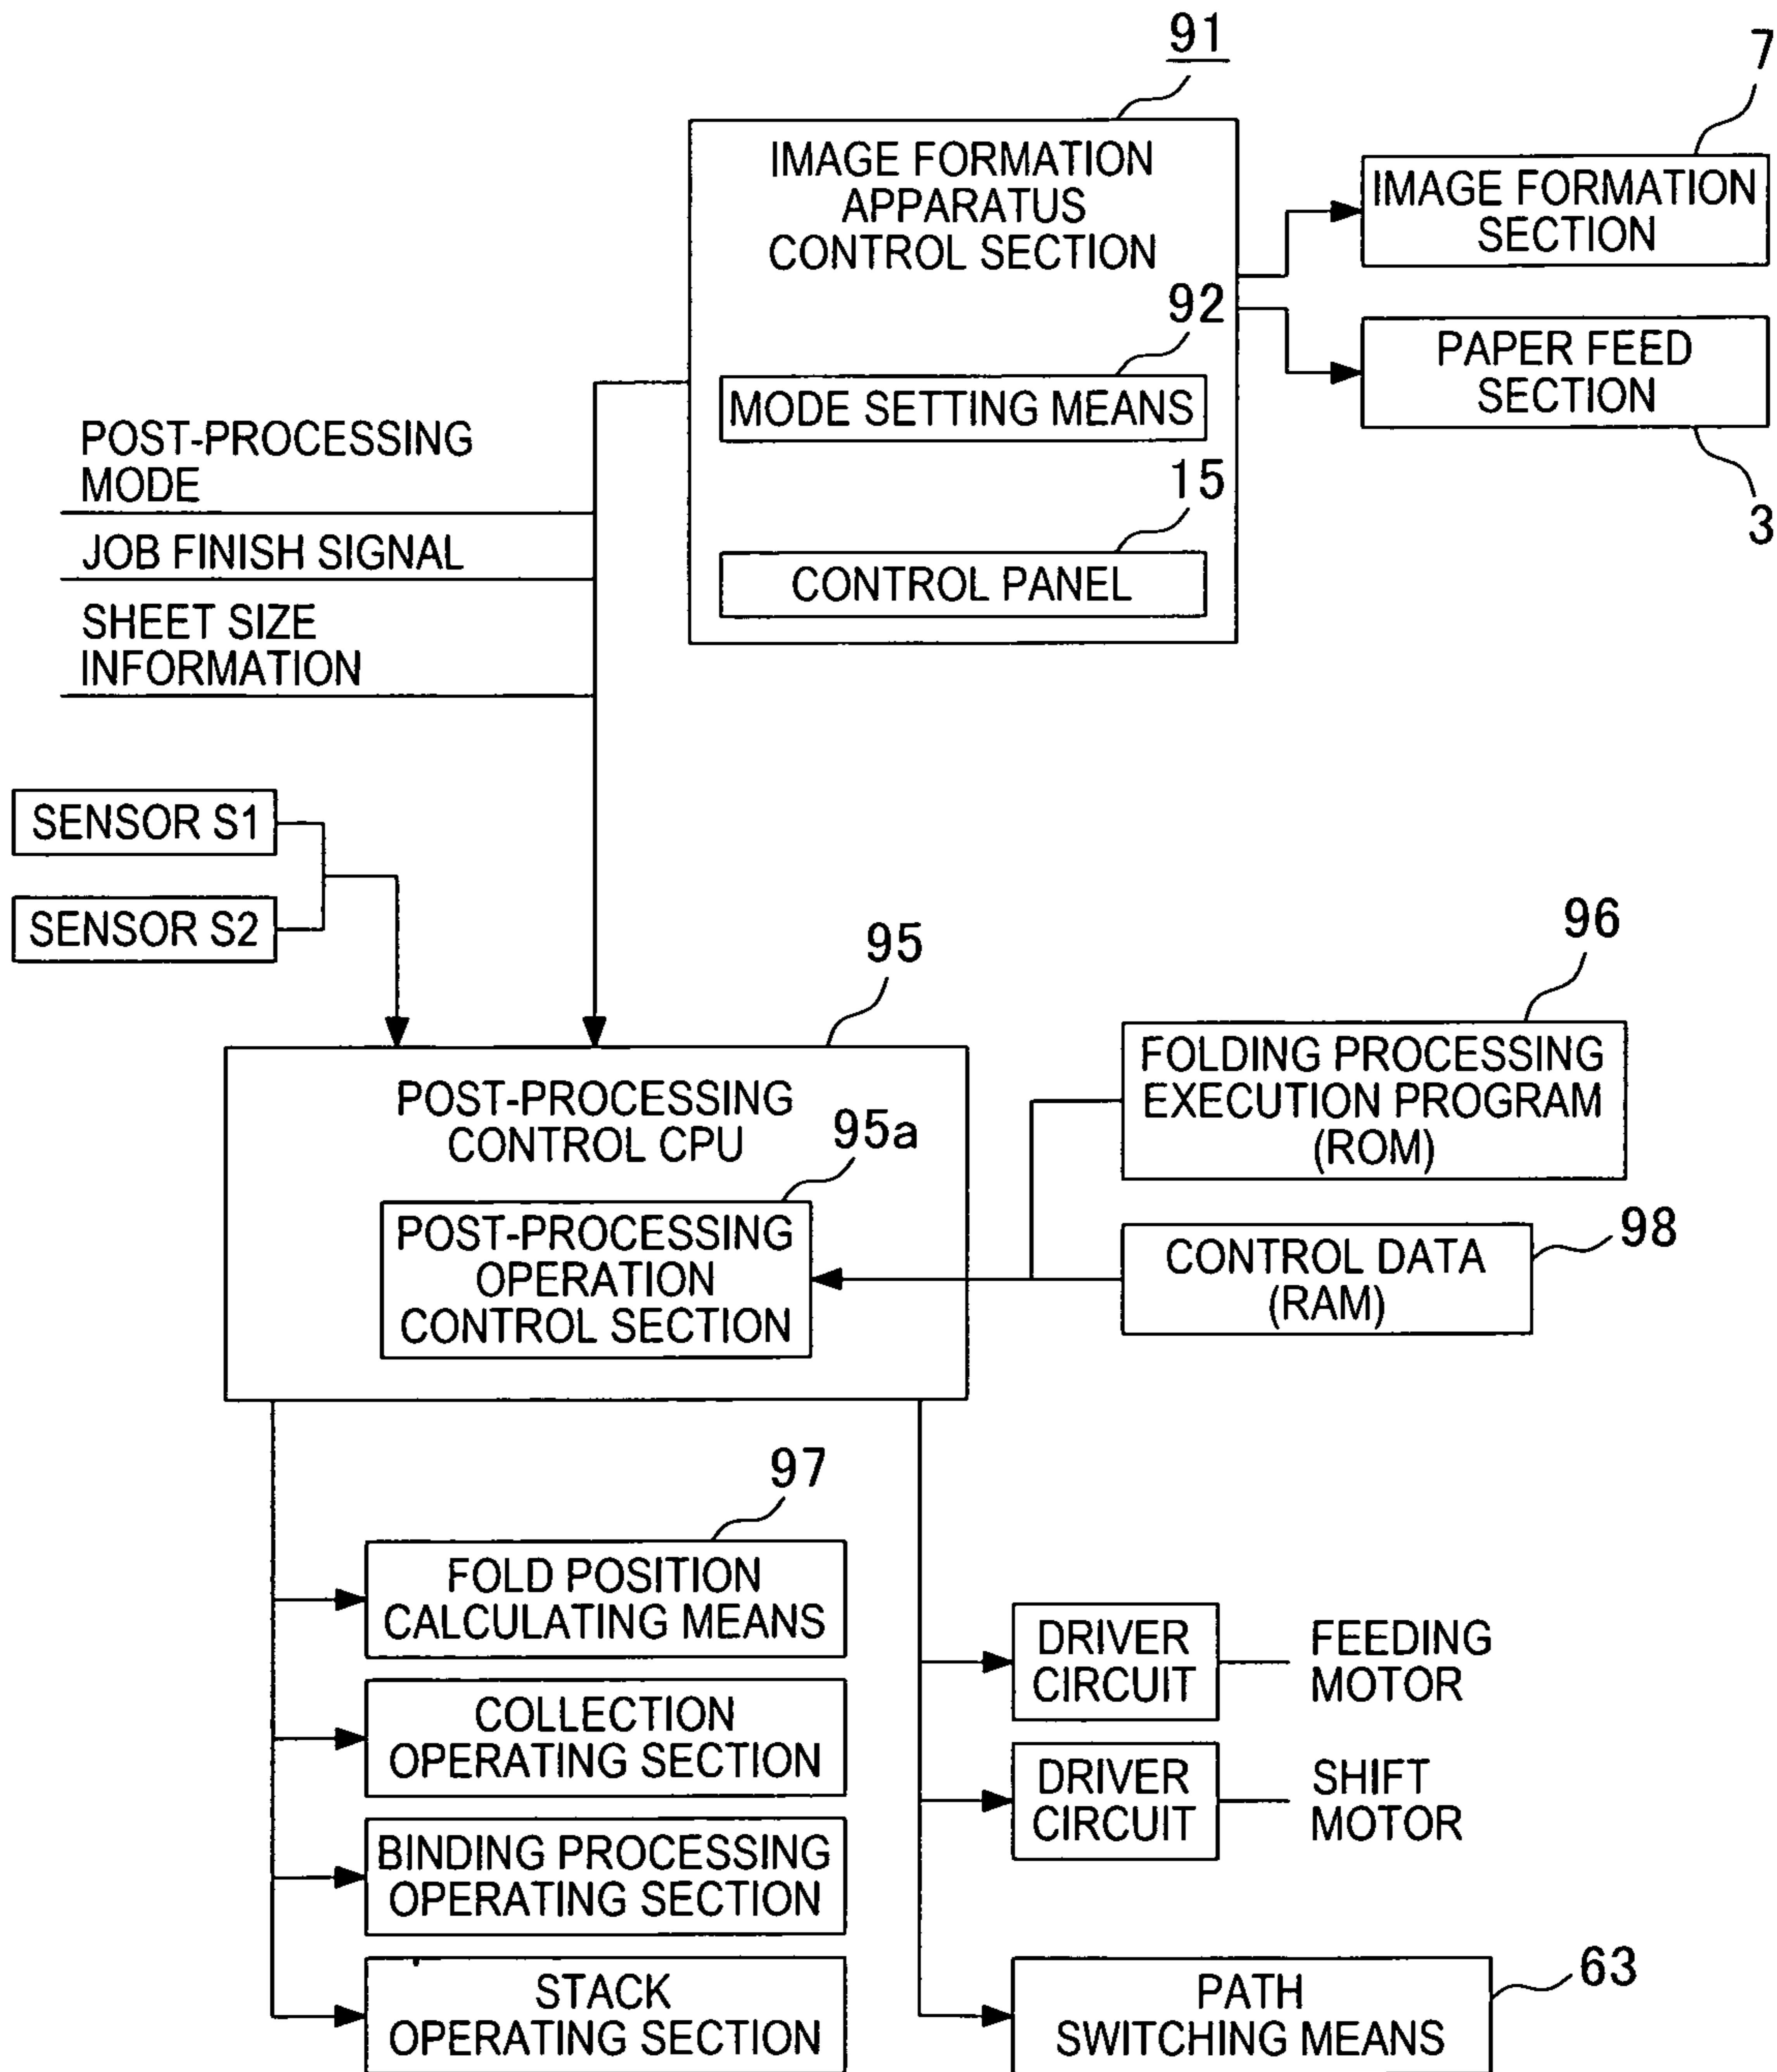 91
7
IMAGE FORMATION
APPARATUS
CONTROL SECTION
IMAGE FORMATION
SECTION
92
MODE SETTING MEANS
PAPER FEED
SECTION
3
15
CONTROL PANEL
POST-PROCESSING
MODE
JOB FINISH SIGNAL
SHEET SIZE
INFORMATION
SENSOR S1
SENSOR S2
95
POST-PROCESSING
CONTROL CPU
95a
POST-PROCESSING
OPERATION
CONTROL SECTION
96
FOLDING PROCESSING
EXECUTION PROGRAM
(ROM)
98
CONTROL DATA
(RAM)
97
FOLD POSITION
CALCULATING MEANS
COLLECTION
OPERATING SECTION
BINDING PROCESSING
OPERATING SECTION
STACK
OPERATING SECTION
DRIVER
CIRCUIT
FEEDING
MOTOR
DRIVER
CIRCUIT
SHIFT
MOTOR
63
PATH
SWITCHING MEANS